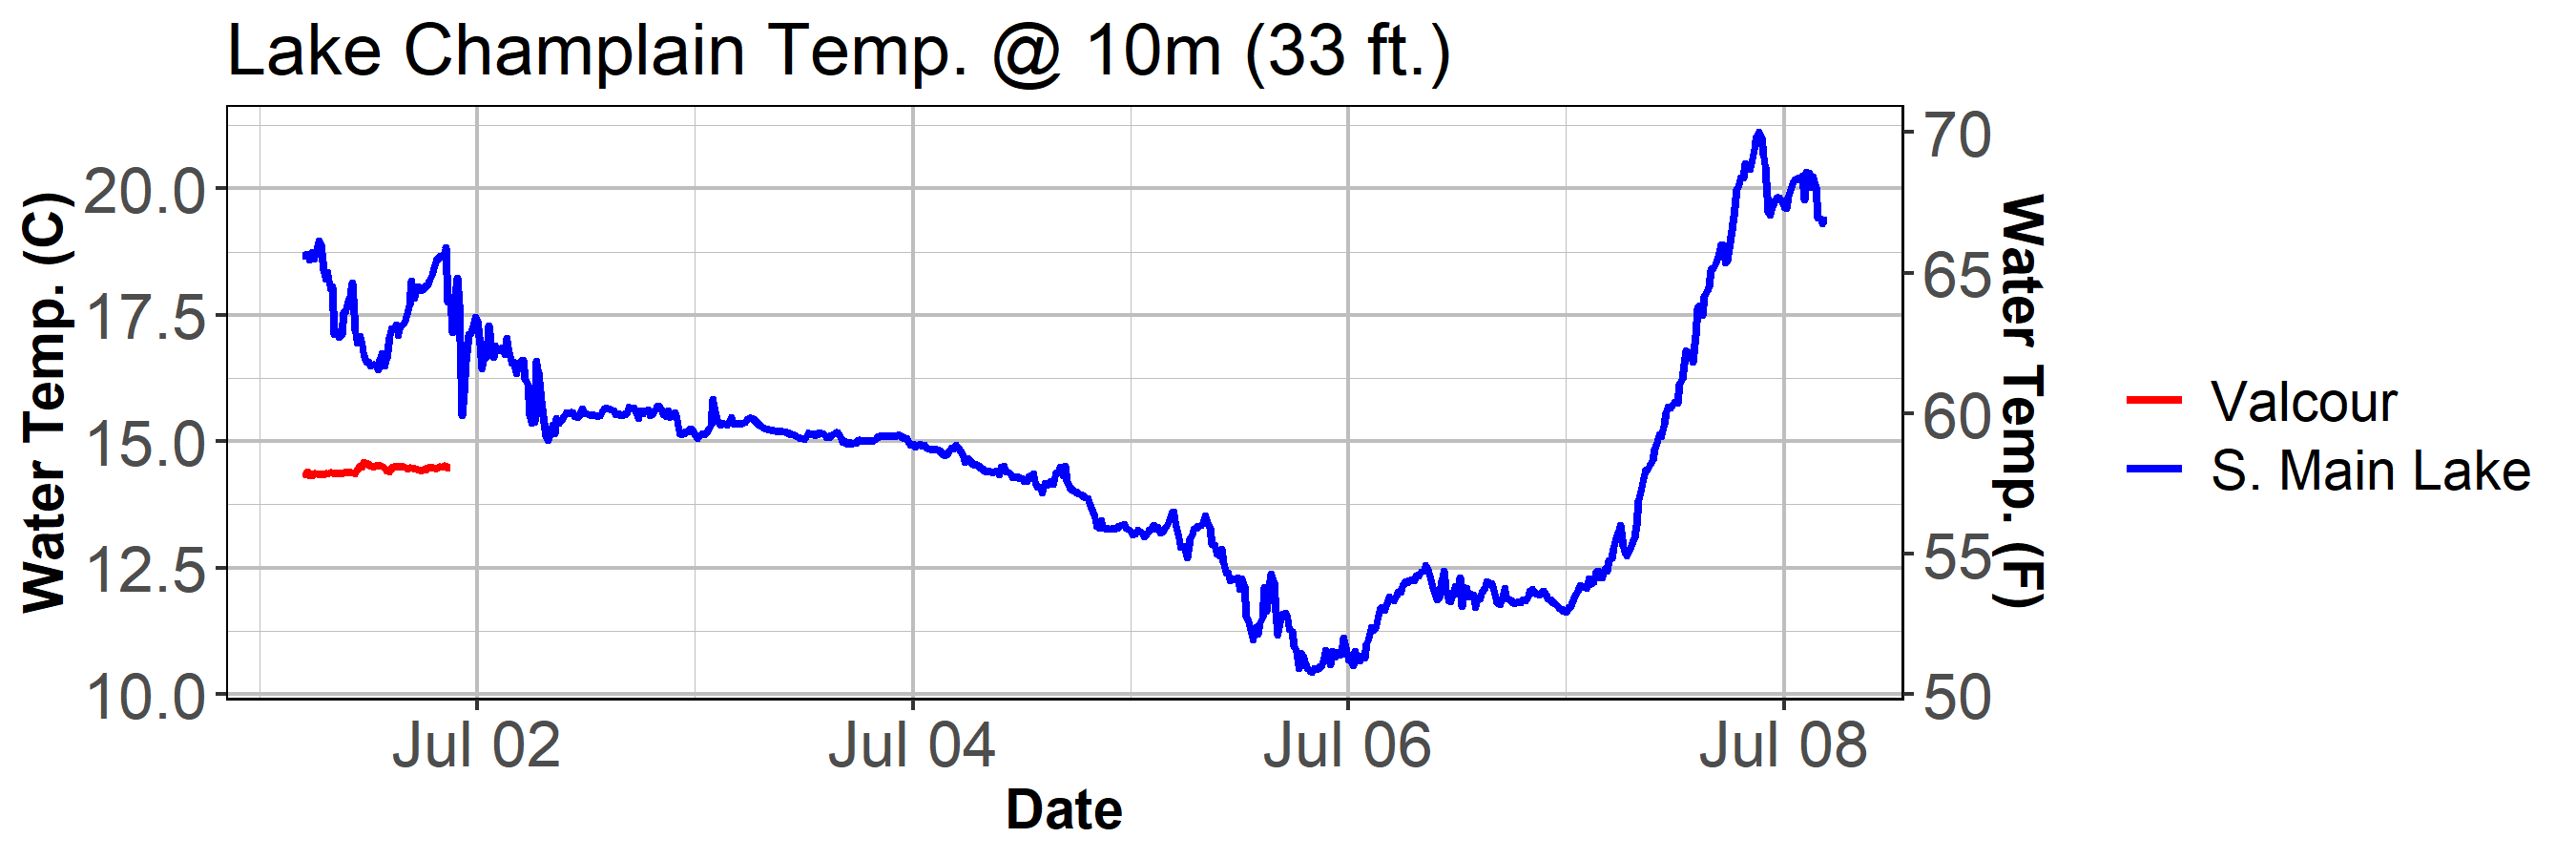 Lake Champlain Temp. @ 10m (33 ft.)
Water Temp. (C)
20.0
17.5
15.0
12.5
10.0
70
65
60
55
50
Water Temp. (F)
Jul 02
Jul 04
Jul 06
Jul 08
Date
Valcour
S. Main Lake